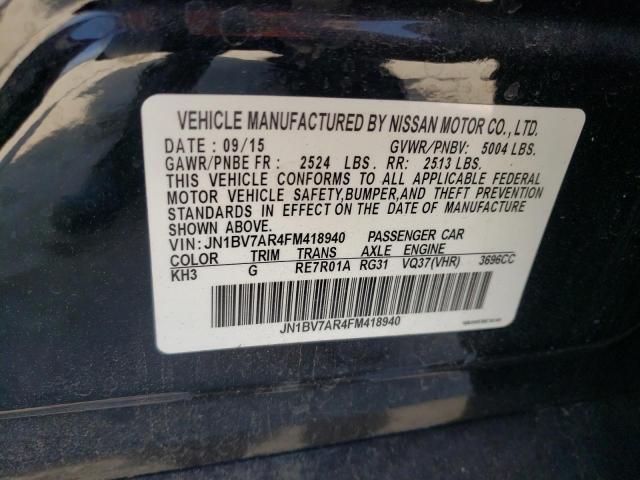 VEHICLE MANUFACTURED BY NISSAN MOTOR CO., LTD.
DATE : 09/15 GVWR/PNBV: 5004 LBS.
GAWR/PNBE FR : 2524 LBS. RR: 2513 LBS.
THIS VEHICLE CONFORMS TO ALL APPLICABLE FEDERAL
MOTOR VEHICLE SAFETY,BUMPER,AND THEFT PREVENTION
STANDARDS IN EFFECT ON THE DATE OF MANUFACTURE
SHOWN ABOVE.
VIN: JN1BV7AR4FM418940 PASSENGER CAR
COLOR TRIM TRANS AXLE ENGINE
KH3 G RE7R01A RG31 VQ37(VHR) 3696CC
JN1BV7AR4FM418940